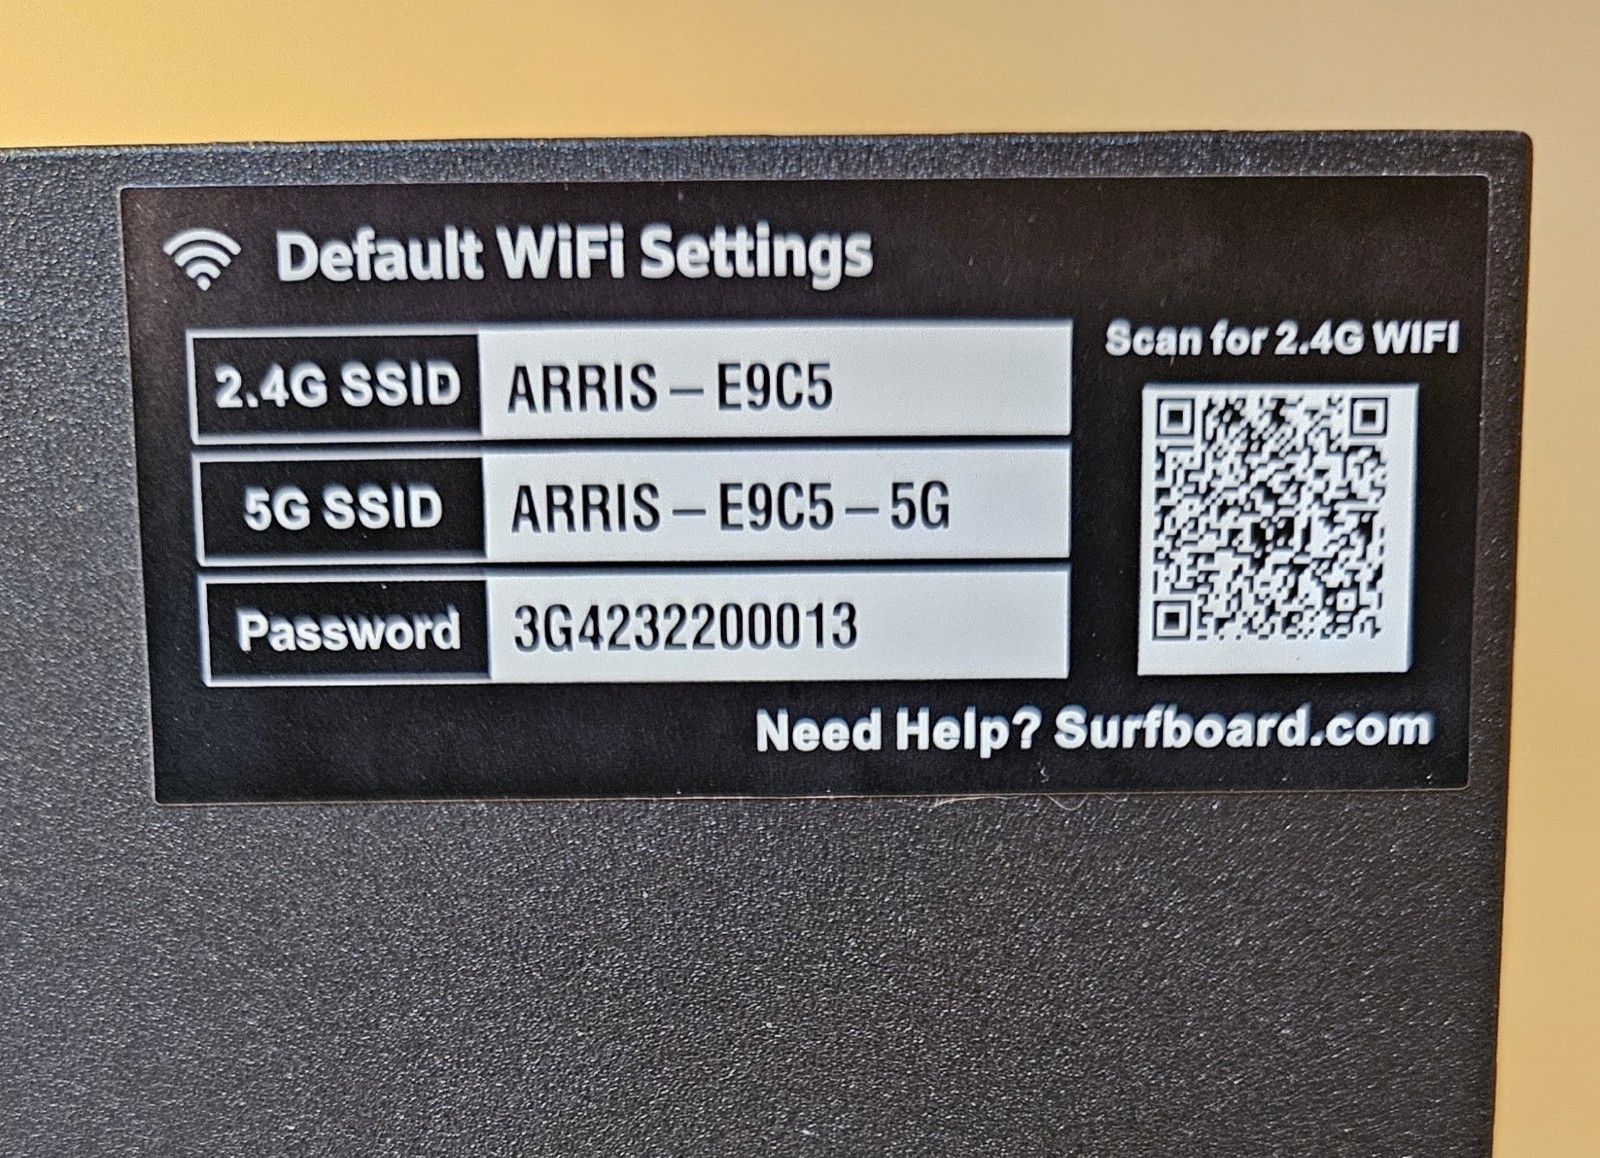 Default WiFi Settings
2.4G SSID ARRIS – E9C5
5G SSID ARRIS – E9C5 – 5G
Password 3G4232200013
Scan for 2.4G WIFI
Need Help? Surfboard.com